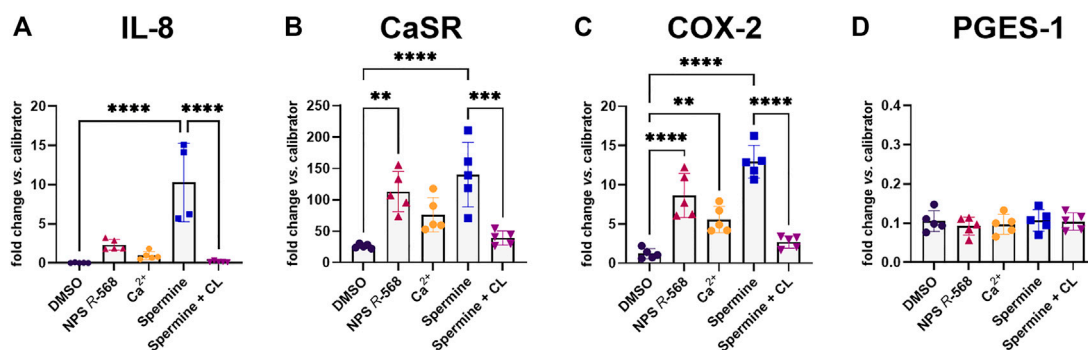 A IL-8
fold change vs. calibrator
20
15
10
5
0
****
****
DMSO
NPS R-568
Ca²⁺
Spermine
Spermine + CL
B CaSR
fold change vs. calibrator
250
200
150
100
50
0
****
**
***
DMSO
NPS R-568
Ca²⁺
Spermine
Spermine + CL
C COX-2
fold change vs. calibrator
20
15
10
5
0
****
**
****
****
DMSO
NPS R-568
Ca²⁺
Spermine
Spermine + CL
D PGES-1
fold change vs. calibrator
0.4
0.3
0.2
0.1
0.0
DMSO
NPS R-568
Ca²⁺
Spermine
Spermine + CL